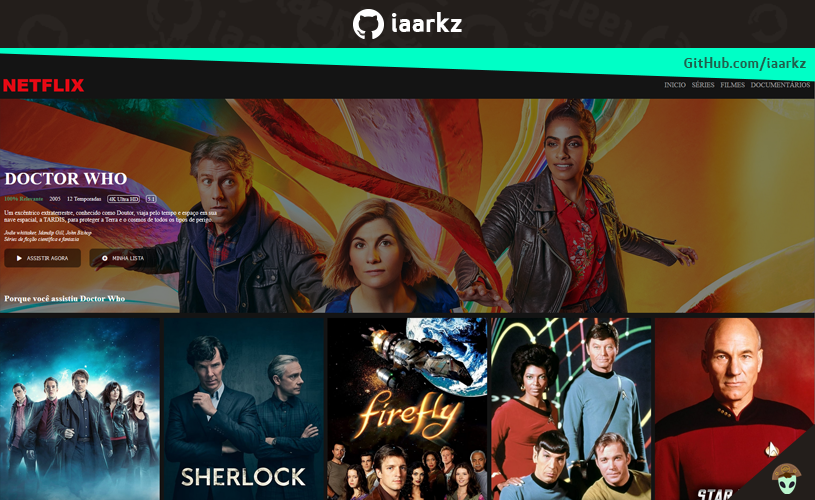 iaarkz
GitHub.com/iaarkz
NETFLIX
INICIO SÉRIES FILMES DOCUMENTÁRIOS
DOCTOR WHO
100% Relevante 2005 12 Temporadas 4K Ultra HD 5.1
Um excêntrico extraterrestre, conhecido como Doutor, viaja pelo tempo e espaço em sua
nave espacial, a TARDIS, para proteger a Terra e o cosmos de todos os tipos de perigo.
Jodie whittaker, Mandip Gill, John Bishop
Séries de ficção científica e fantasia
ASSISTIR AGORA MINHA LISTA
Porque você assistiu Doctor Who
SHERLOCK
firefly
STAR